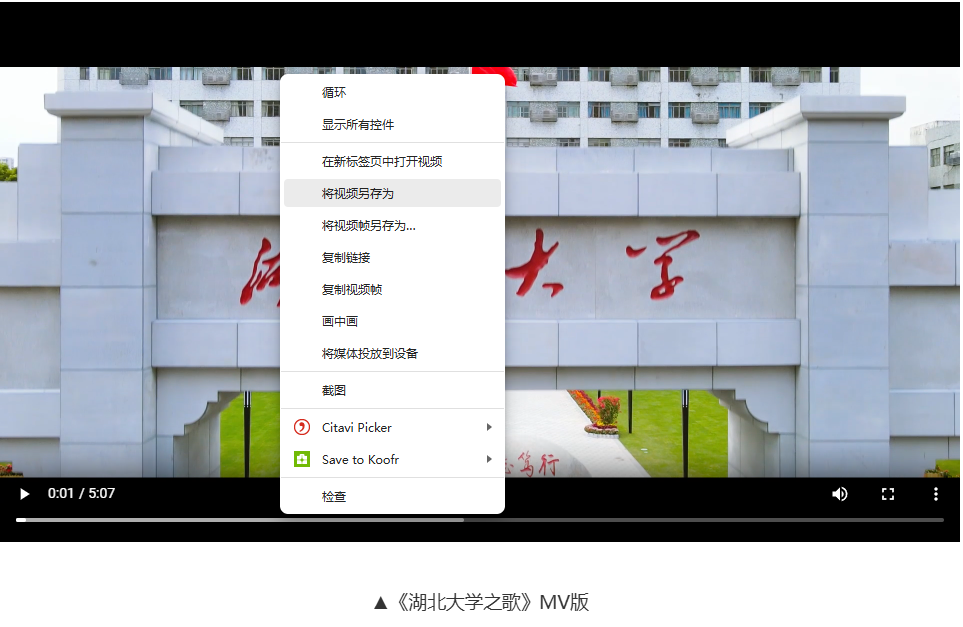 循环
显示所有控件
在新标签页中打开视频
将视频另存为
将视频帧另存为...
复制链接
复制视频帧
画中画
将媒体投放到设备
截图
Citavi Picker
Save to Koofr
检查
大学
笃行
0:01 / 5:07
▲《湖北大学之歌》MV版